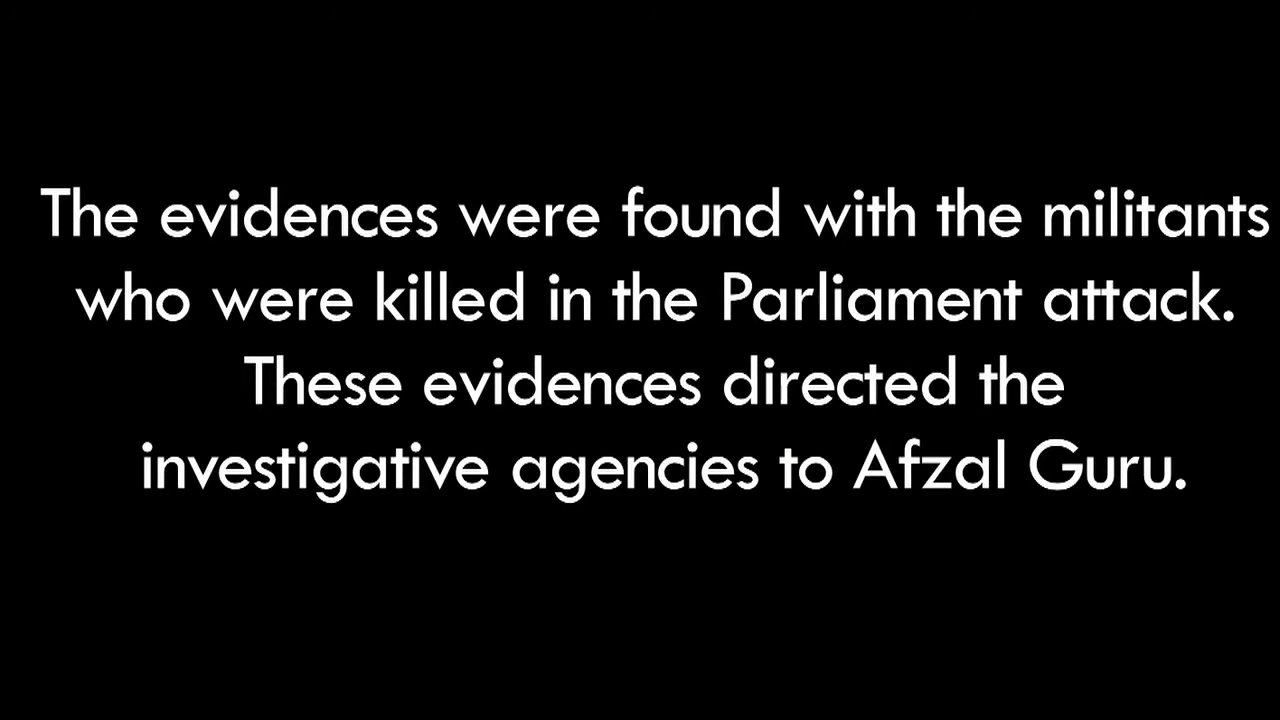 The evidences were found with the militants
who were killed in the Parliament attack.
These evidences directed the
investigative agencies to Afzal Guru.